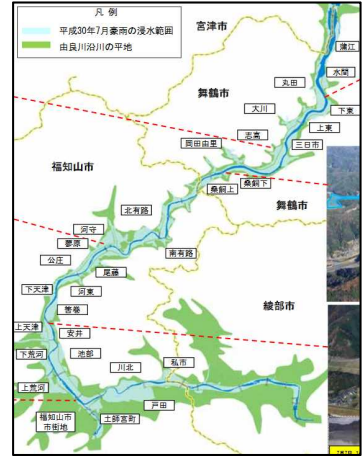 凡 例
平成30年7月豪雨の浸水範囲
由良川沿川の平地
宮津市
蒲江
水間
丸田
舞鶴市
下東
大川
上東
志高
三日市
岡田由里
桑飼上
桑飼下
舞鶴市
福知山市
北有路
河守
夢原
南有路
公庄
尾藤
下天津
河東
綾部市
筈巻
上天津
安井
下荒河
池部
川北
私市
上荒河
戸田
福知山市
市街地
土師宮町